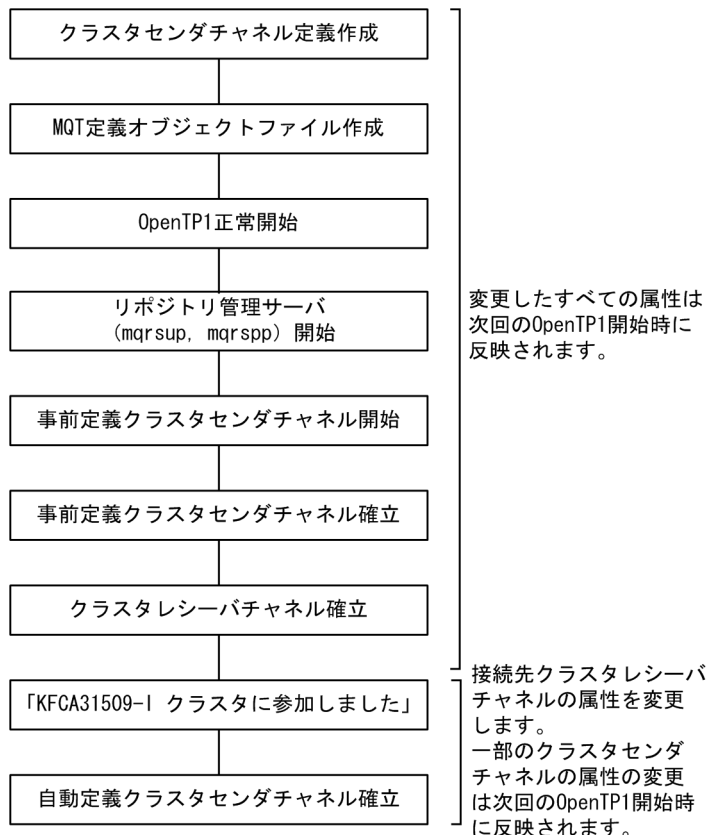 クラスタセンダチャネル定義作成
MQT定義オブジェクトファイル作成
OpenTP1正常開始
リポジトリ管理サーバ
(mqrsup, mqrspp) 開始
事前定義クラスタセンダチャネル開始
事前定義クラスタセンダチャネル確立
クラスタレシーバチャネル確立
「KFCA31509-I クラスタに参加しました」
自動定義クラスタセンダチャネル確立
変更したすべての属性は
次回のOpenTP1開始時に
反映されます。
接続先クラスタレシーバ
チャネルの属性を変更
します。
一部のクラスタセンダ
チャネルの属性の変更
は次回のOpenTP1開始時
に反映されます。